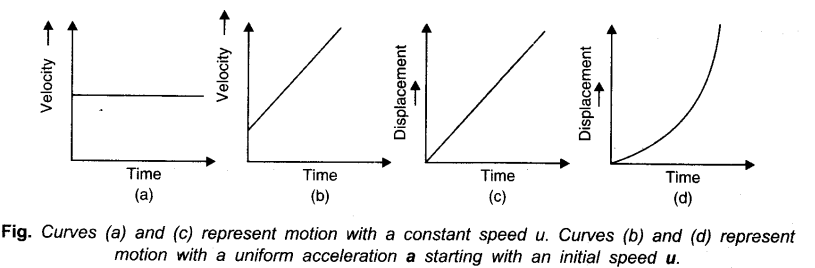 Velocity
Time
(a)
Velocity
Time
(b)
Displacement
Time
(c)
Displacement
Time
(d)
Fig. Curves (a) and (c) represent motion with a constant speed u. Curves (b) and (d) represent
motion with a uniform acceleration a starting with an initial speed u.